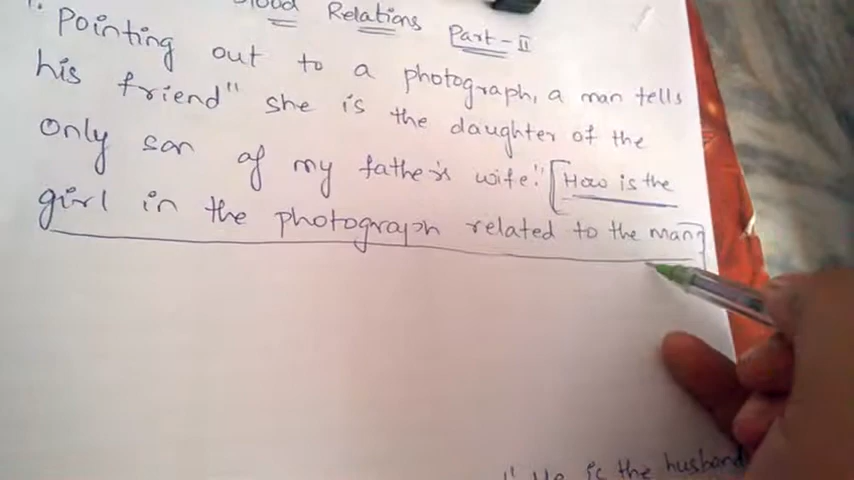 Blood Relations Part-II
1. Pointing out to a photograph, a man tells
his friend" she is the daughter of the
only son of my father's wife." [How is the
girl in the photograph related to the man]
" He is the husband